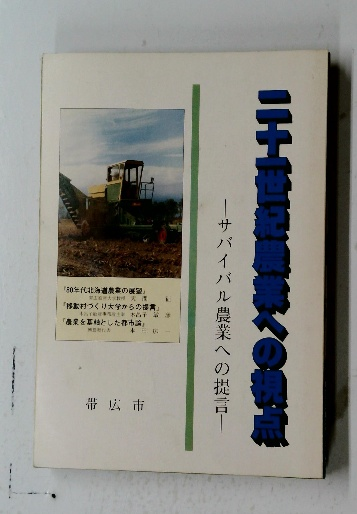 二十一世紀農業への視点
―サバイバル農業への提言―
「80年代北海道農業の展望」
「移動村づくり大学からの提言」
「農業を基軸とした都市論」
帯広市